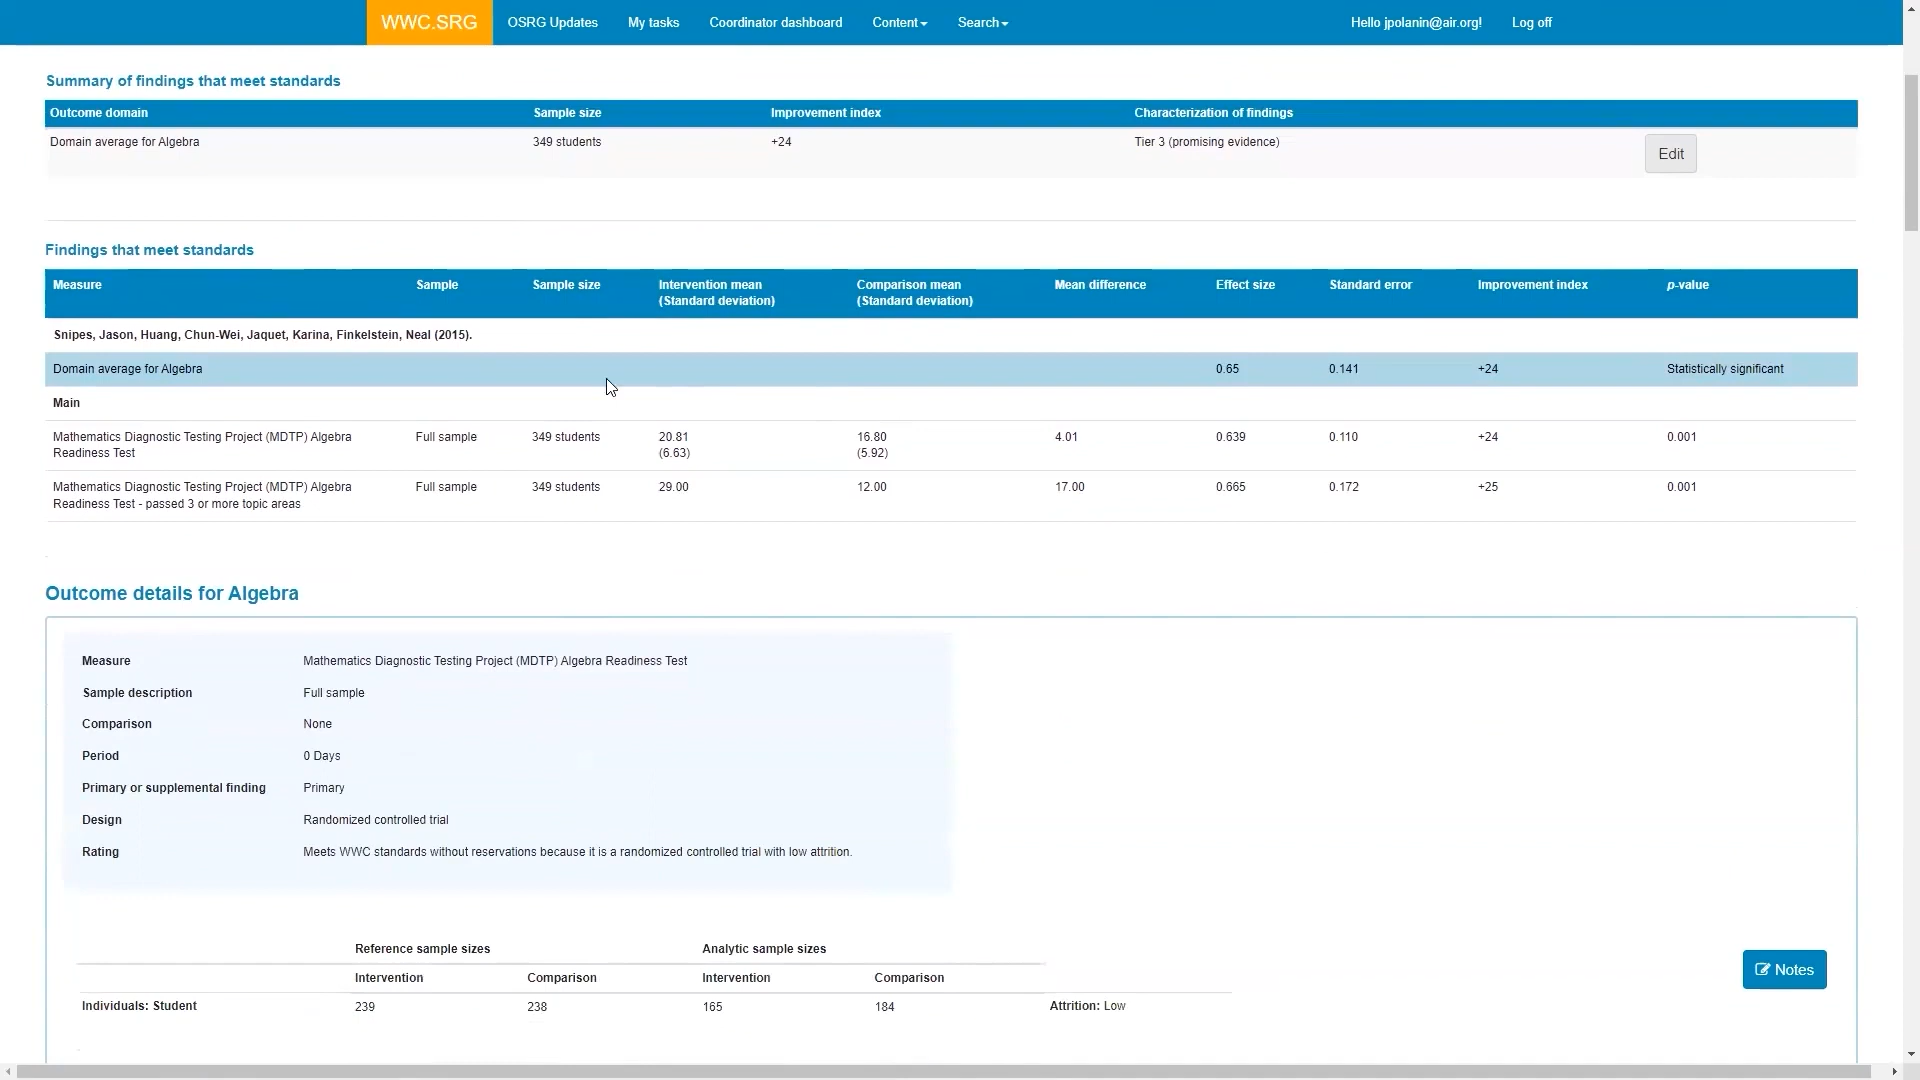 WWC.SRG OSRG Updates My tasks Coordinator dashboard Content Search Hello jpolanin@air.org! Log off
Summary of findings that meet standards
Outcome domain Sample size Improvement index Characterization of findings
Domain average for Algebra 349 students +24 Tier 3 (promising evidence) Edit
Findings that meet standards
Measure Sample Sample size Intervention mean Comparison mean Mean difference Effect size Standard error Improvement index p-value
(Standard deviation) (Standard deviation)
Snipes, Jason, Huang, Chun-Wei, Jaquet, Karina, Finkelstein, Neal (2015).
Domain average for Algebra 0.65 0.141 +24 Statistically significant
Main
Mathematics Diagnostic Testing Project (MDTP) Algebra Full sample 349 students 20.81 16.80 4.01 0.639 0.110 +24 0.001
Readiness Test (6.63) (5.92)
Mathematics Diagnostic Testing Project (MDTP) Algebra Full sample 349 students 29.00 12.00 17.00 0.665 0.172 +25 0.001
Readiness Test - passed 3 or more topic areas
Outcome details for Algebra
Measure Mathematics Diagnostic Testing Project (MDTP) Algebra Readiness Test
Sample description Full sample
Comparison None
Period 0 Days
Primary or supplemental finding Primary
Design Randomized controlled trial
Rating Meets WWC standards without reservations because it is a randomized controlled trial with low attrition.
Reference sample sizes Analytic sample sizes
Notes
Intervention Comparison Intervention Comparison
Individuals: Student 239 238 165 184 Attrition: Low